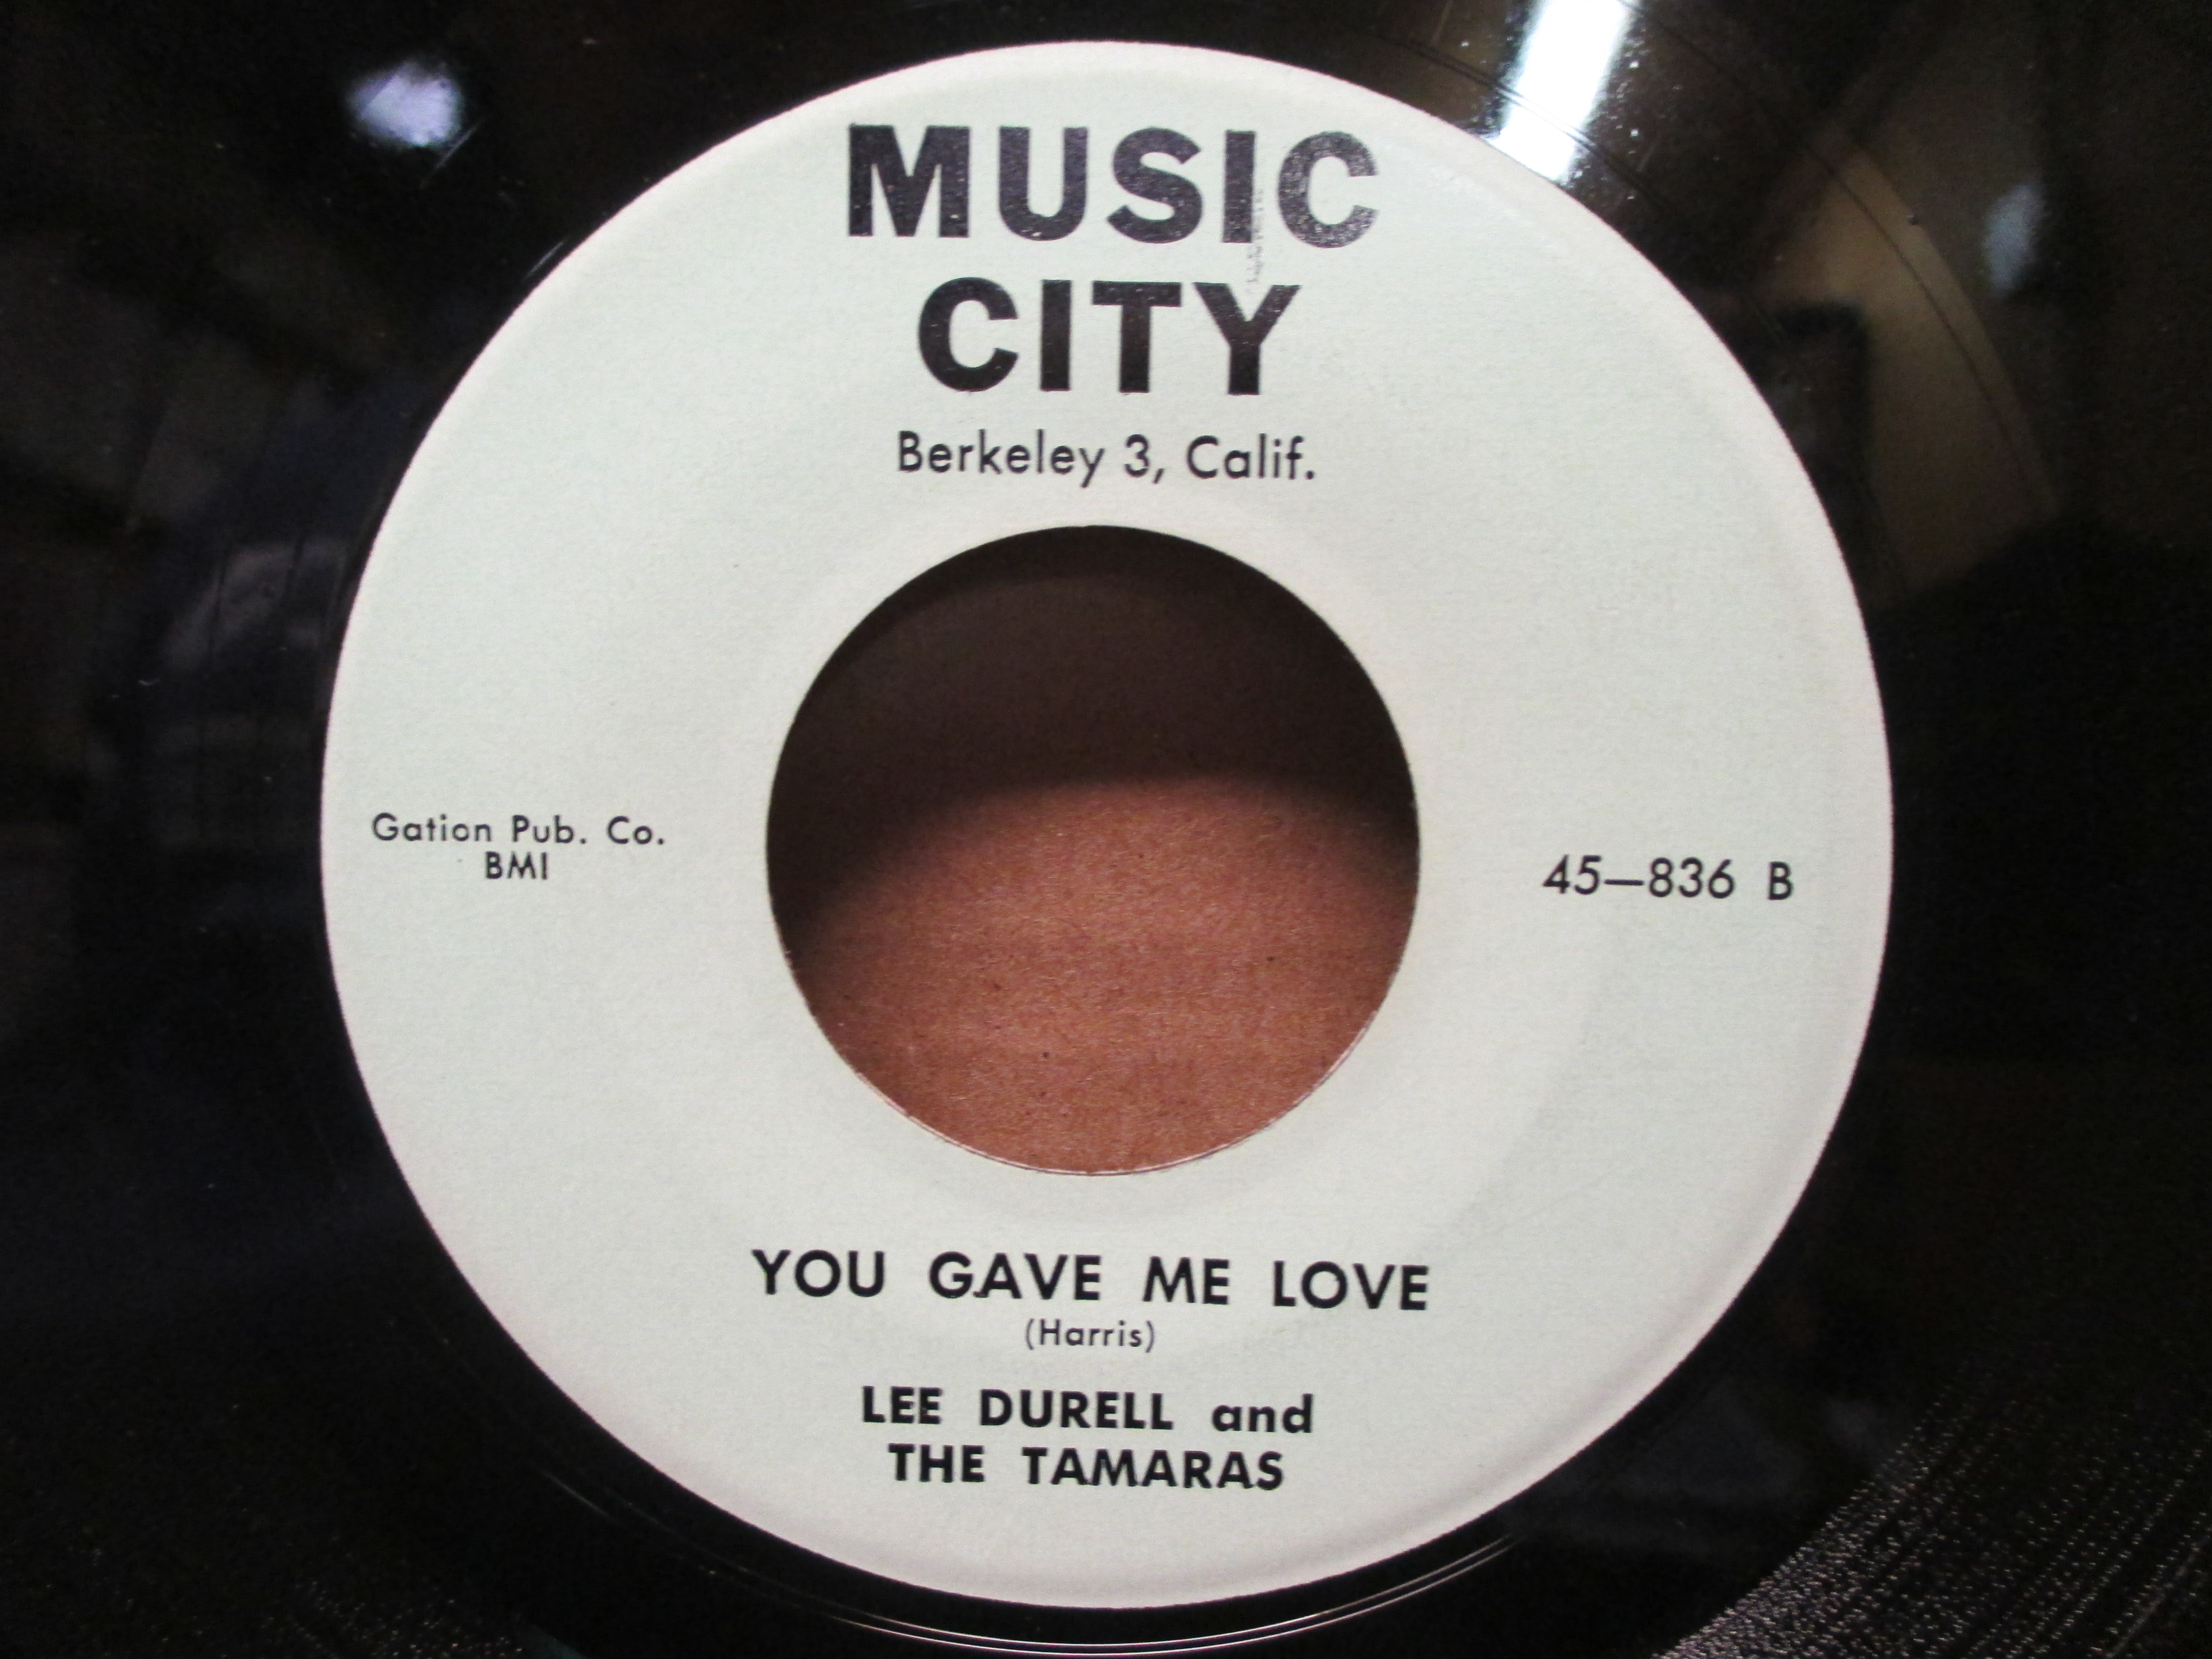 MUSIC
CITY
Berkeley 3, Calif.
Gation Pub. Co.
BMI
45—836 B
YOU GAVE ME LOVE
(Harris)
LEE DURELL and
THE TAMARAS